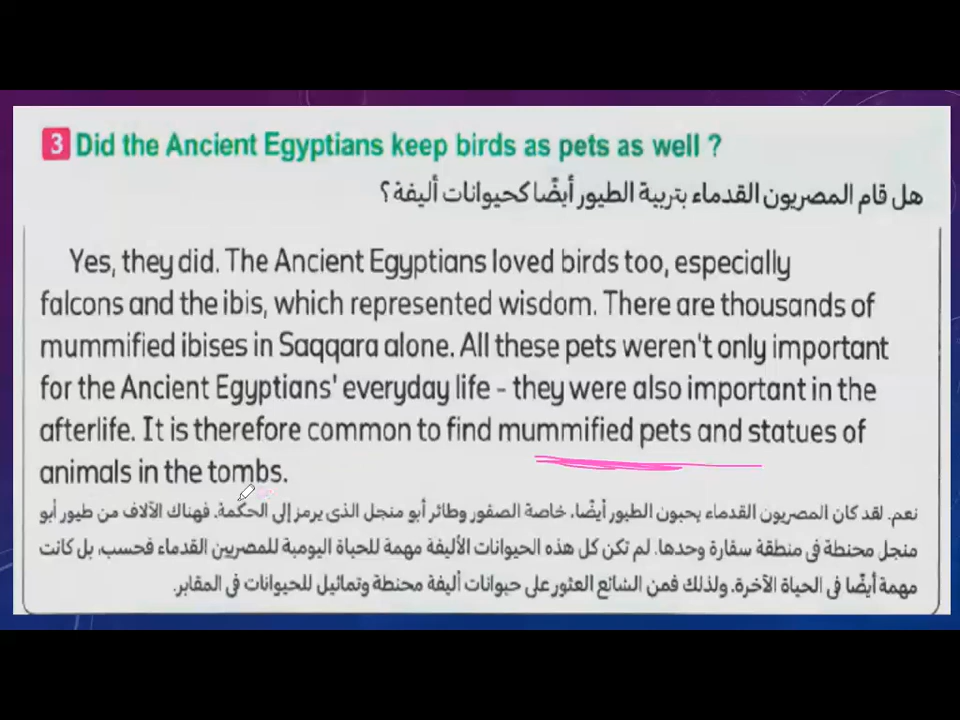 3 Did the Ancient Egyptians keep birds as pets as well ?
هل قام المصريون القدماء بتربية الطيور أيضًا كحيوانات أليفة؟
Yes, they did. The Ancient Egyptians loved birds too, especially
falcons and the ibis, which represented wisdom. There are thousands of
mummified ibises in Saqqara alone. All these pets weren't only important
for the Ancient Egyptians' everyday life - they were also important in the
afterlife. It is therefore common to find mummified pets and statues of
animals in the tombs.
نعم. لقد كان المصريون القدماء يحبون الطيور أيضًا، خاصة الصقور وطائر أبو منجل الذى يرمز إلى الحكمة. فهناك الآلاف من طيور أبو
منجل محنطة فى منطقة سقارة وحدها. لم تكن كل هذه الحيوانات الأليفة مهمة للحياة اليومية للمصريين القدماء فحسب، بل كانت
مهمة أيضًا فى الحياة الآخرة. ولذلك فمن الشائع العثور على حيوانات أليفة محنطة وتماثيل للحيوانات فى المقابر.